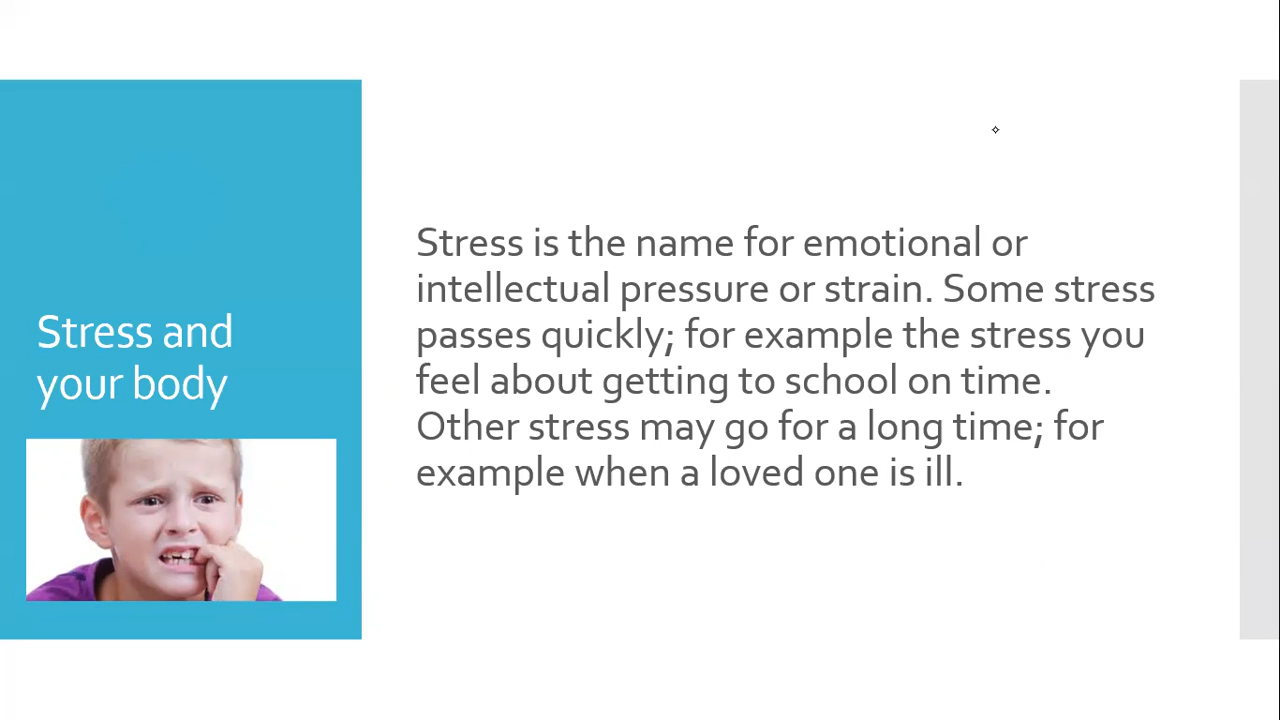 Stress and
your body
Stress is the name for emotional or
intellectual pressure or strain. Some stress
passes quickly; for example the stress you
feel about getting to school on time.
Other stress may go for a long time; for
example when a loved one is ill.